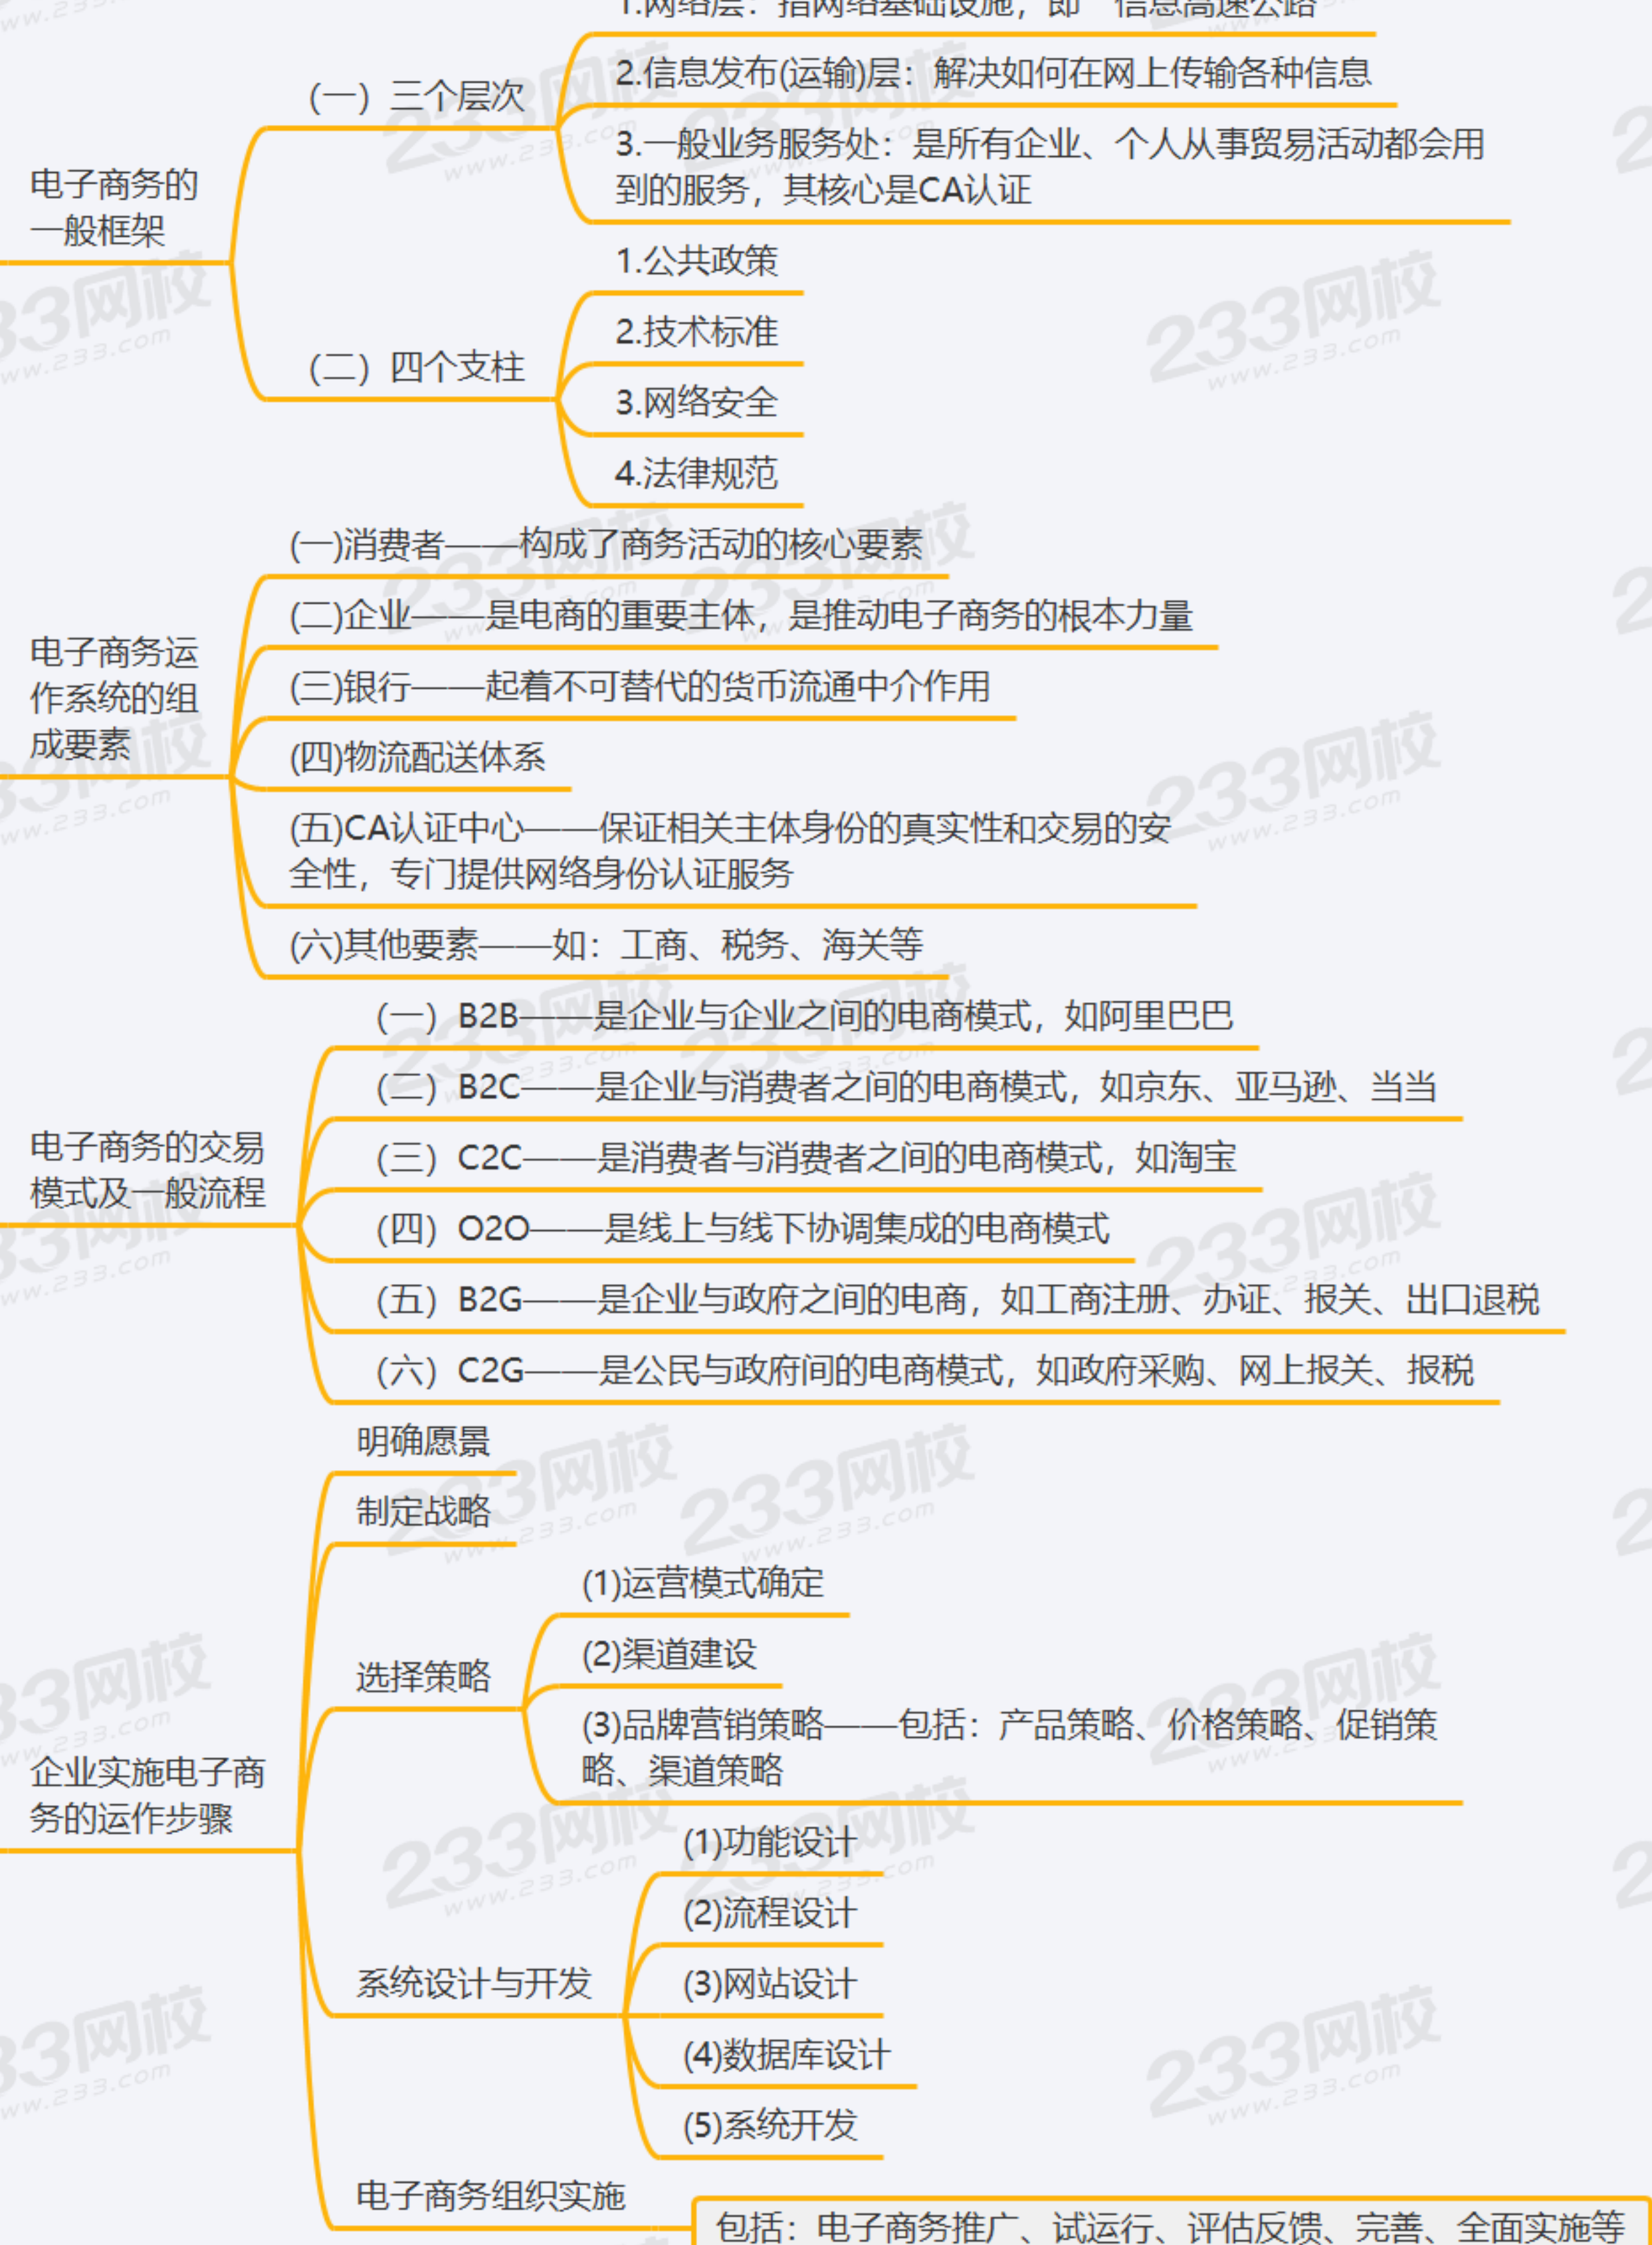 1.网络层：指网络基础设施，即“信息高速公路”
(一）三个层次
2.信息发布(运输)层：解决如何在网上传输各种信息
3.一般业务服务处：是所有企业、个人从事贸易活动都会用
到的服务，其核心是CA认证
电子商务的
一般框架
1.公共政策
2.技术标准
(二）四个支柱
3.网络安全
4.法律规范
(一)消费者——构成了商务活动的核心要素
(二)企业——是电商的重要主体，是推动电子商务的根本力量
电子商务运
作系统的组
成要素
(三)银行——起着不可替代的货币流通中介作用
(四)物流配送体系
(五)CA认证中心——保证相关主体身份的真实性和交易的安
全性，专门提供网络身份认证服务
(六)其他要素——如：工商、税务、海关等
(一）B2B——是企业与企业之间的电商模式，如阿里巴巴
(二）B2C——是企业与消费者之间的电商模式，如京东、亚马逊、当当
电子商务的交易
模式及一般流程
(三）C2C——是消费者与消费者之间的电商模式，如淘宝
(四）O2O——是线上与线下协调集成的电商模式
(五）B2G——是企业与政府之间的电商，如工商注册、办证、报关、出口退税
(六）C2G——是公民与政府间的电商模式，如政府采购、网上报关、报税
明确愿景
制定战略
(1)运营模式确定
(2)渠道建设
选择策略
(3)品牌营销策略——包括：产品策略、价格策略、促销策
略、渠道策略
企业实施电子商
务的运作步骤
(1)功能设计
(2)流程设计
系统设计与开发
(3)网站设计
(4)数据库设计
(5)系统开发
电子商务组织实施
包括：电子商务推广、试运行、评估反馈、完善、全面实施等
233网校
www.233.com